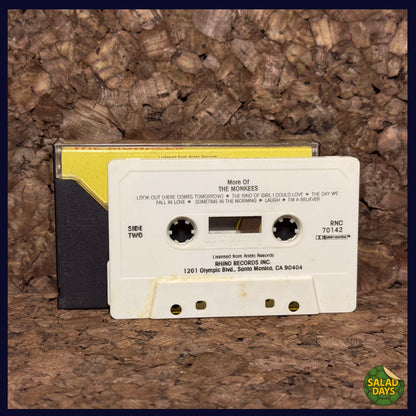 Licensed from Arista Records
More Of
THE MONKEES
LOOK OUT (HERE COMES TOMORROW) ★ THE KIND OF GIRL I COULD LOVE ★ THE DAY WE
FALL IN LOVE ★ SOMETIME IN THE MORNING ★ LAUGH ★ I'M A BELIEVER
SIDE
TWO
RNC
70142
Licensed from Arista Records
RHINO RECORDS INC.
1201 Olympic Blvd., Santa Monica, CA 90404
SALAD
DAYS